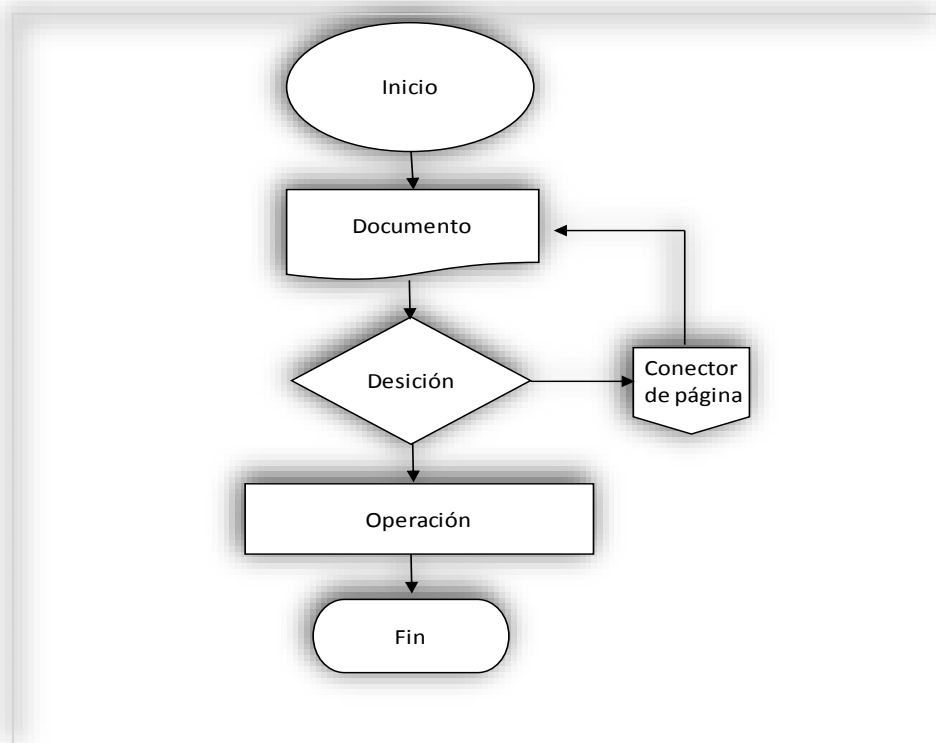 Inicio
Documento
Desición
Conector
de página
Operación
Fin